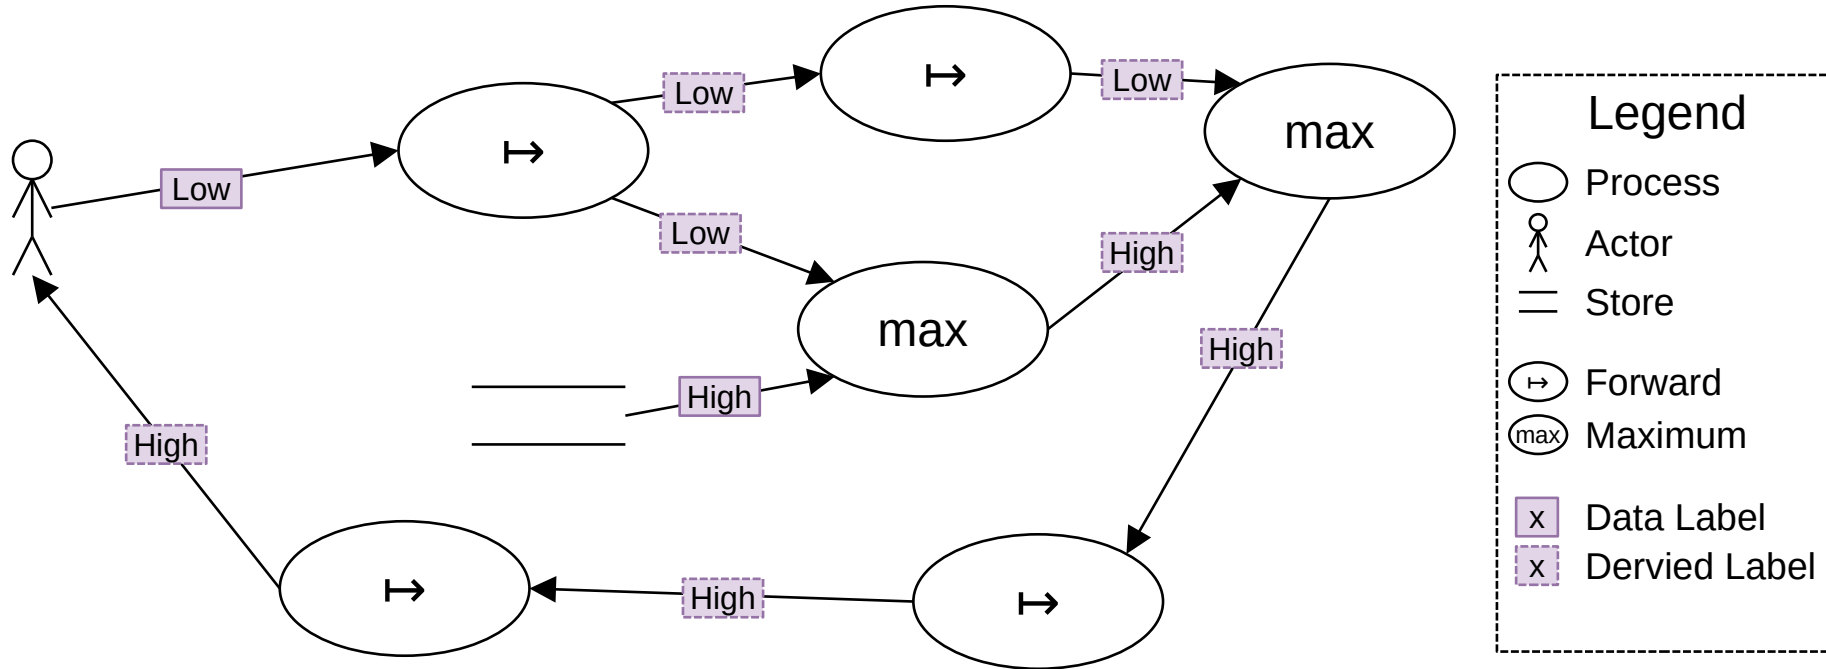 Low
↦
Low
↦
Low
max
Low
max
High
High
High
High
↦
High
↦
Legend
Process
Actor
Store
↦ Forward
max Maximum
x Data Label
x Dervied Label